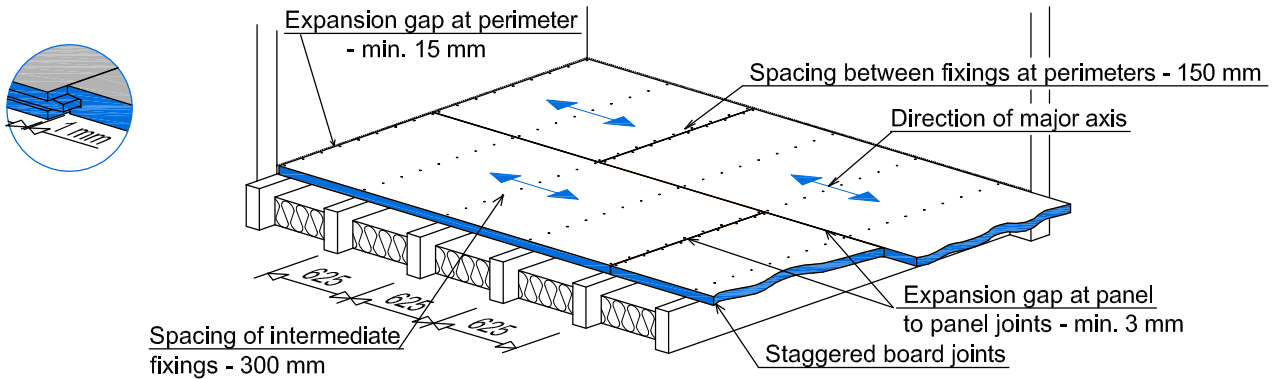 Expansion gap at perimeter
- min. 15 mm
Spacing between fixings at perimeters - 150 mm
Direction of major axis
1 mm
625
625
625
Expansion gap at panel
to panel joints - min. 3 mm
Spacing of intermediate
fixings - 300 mm
Staggered board joints